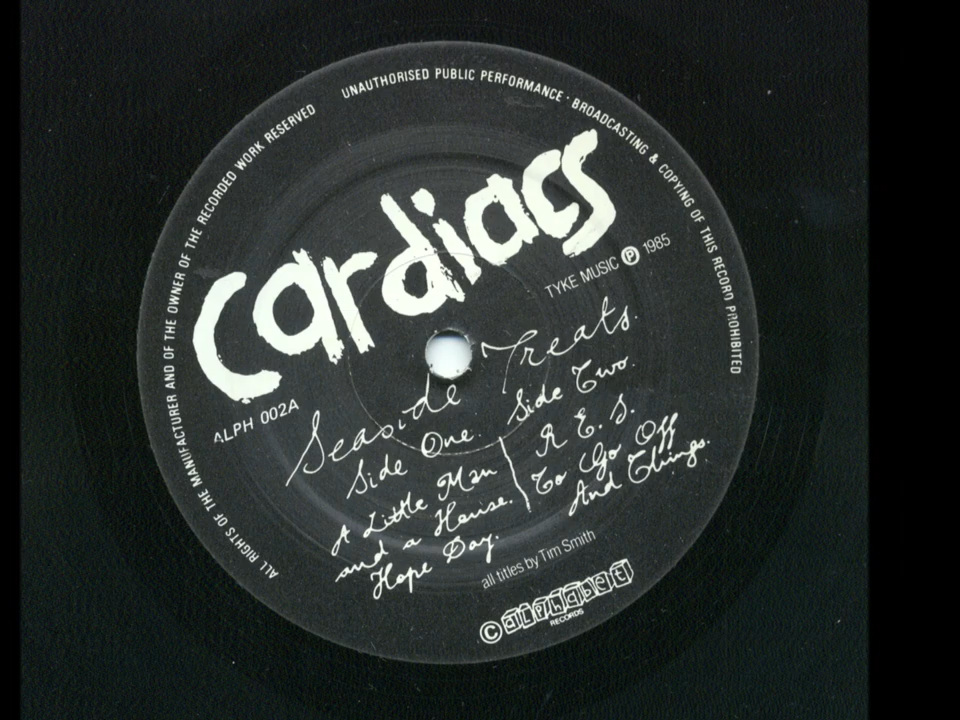 ALL RIGHTS OF THE MANUFACTURER AND OF THE OWNER OF THE RECORDED WORK RESERVED
UNAUTHORISED PUBLIC PERFORMANCE · BROADCASTING & COPYING OF THIS RECORD PROHIBITED
cardiacs
TYKE MUSIC Ⓟ 1985
ALPH 002A
Seaside Treats.
Side One.
A Little Man
and a House.
Hope Day.
Side Two.
R. E. S.
To Go Off
And Things.
all titles by Tim Smith
© alphabet
RECORDS